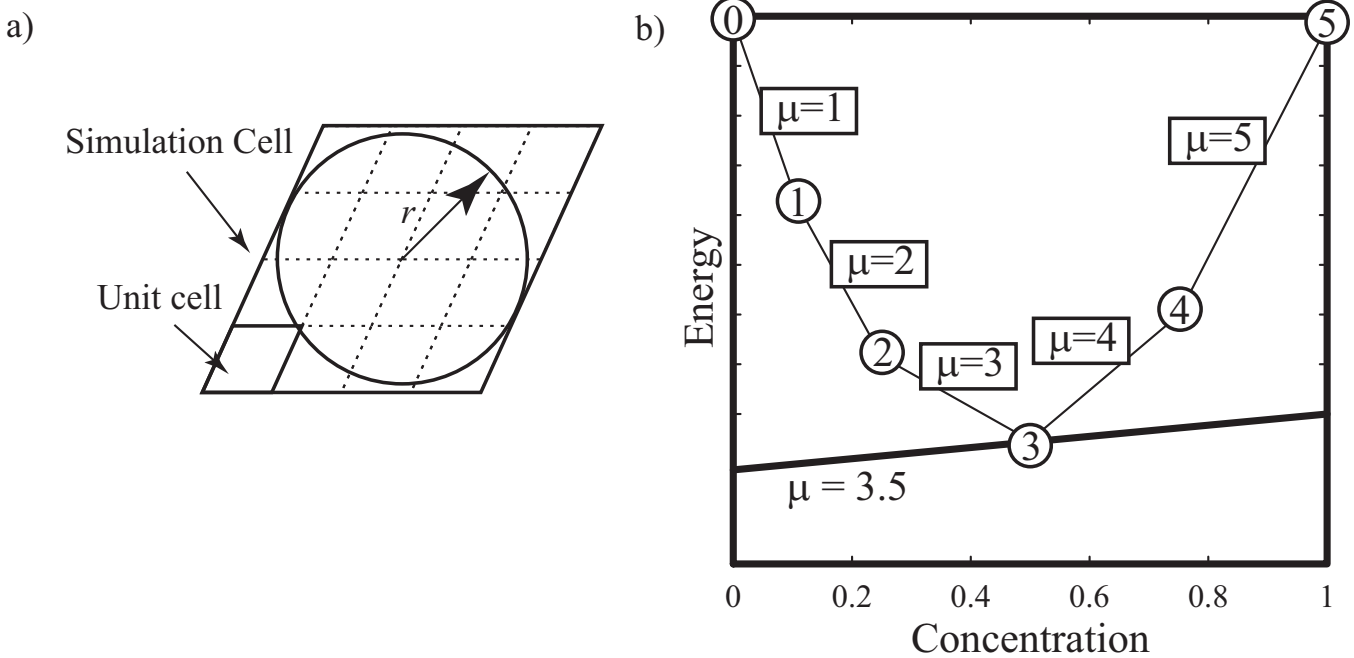 a)
Simulation Cell
Unit cell
r
b)
0
5
μ=1
μ=5
1
μ=2
4
2
μ=4
μ=3
3
μ = 3.5
Energy
0 0.2 0.4 0.6 0.8 1
Concentration